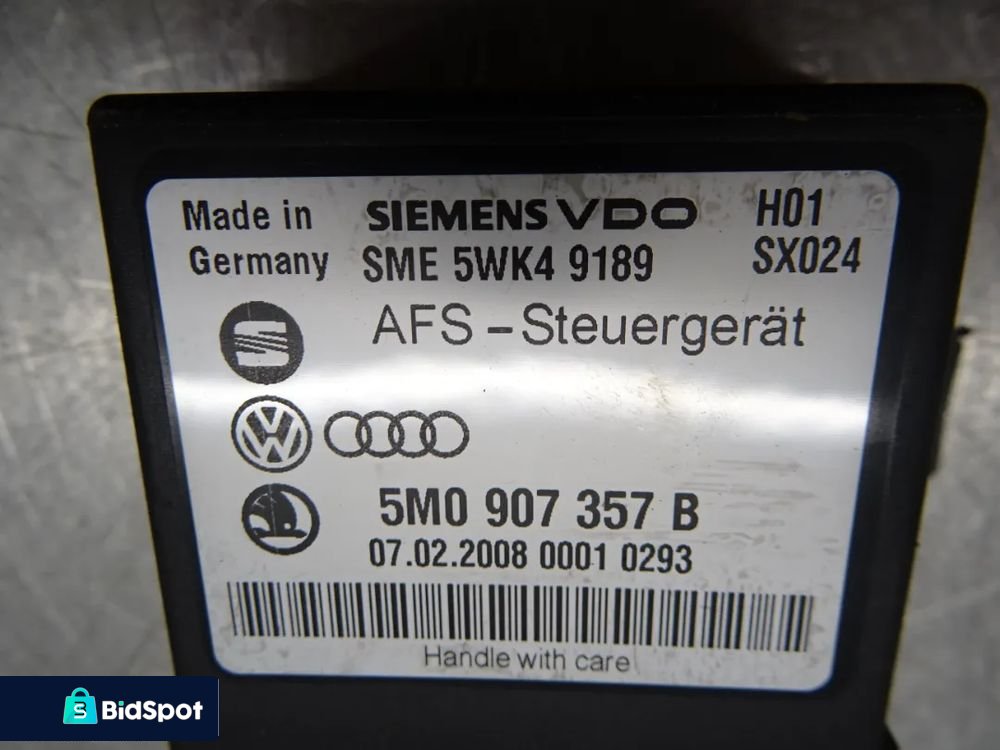 Made in SIEMENS VDO H01
Germany SME 5WK4 9189 SX024
AFS - Steuergerät
5M0 907 357 B
07.02.2008 0001 0293
Handle with care
BidSpot